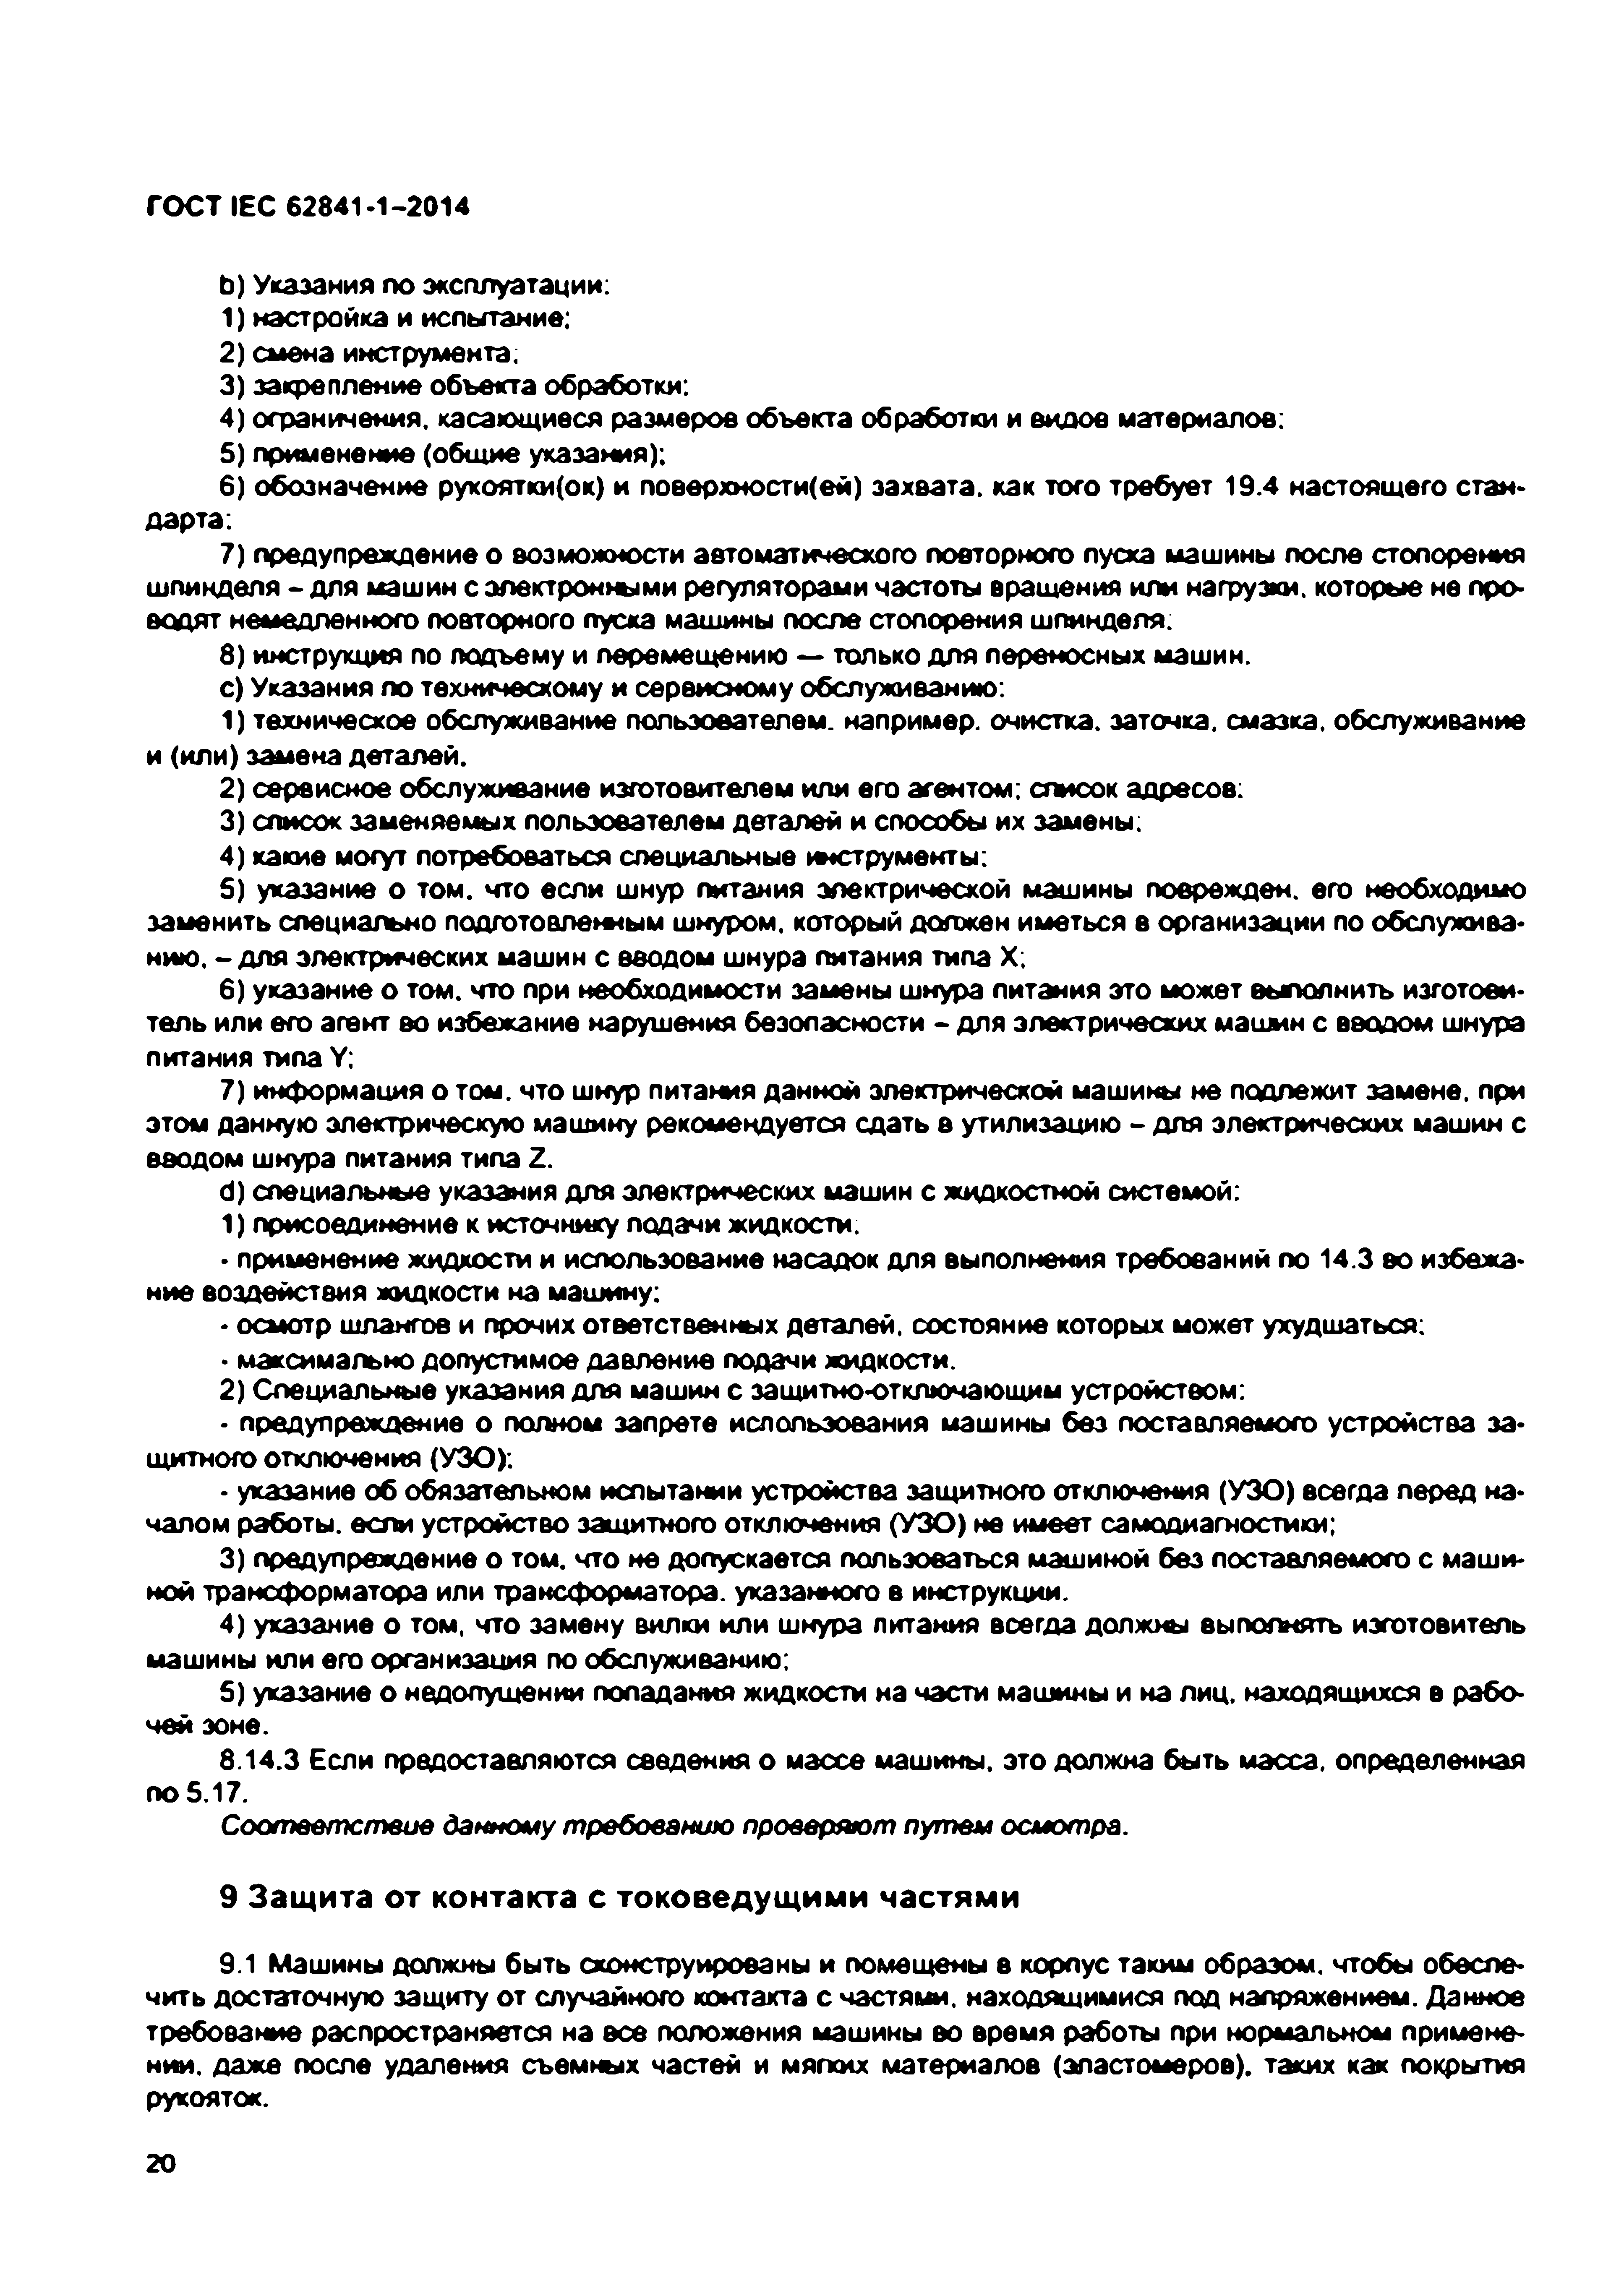 ГОСТ IEC 62841-1–2014
b) Указания по эксплуатации:
1) настройка и испытание;
2) смена инструмента;
3) закрепление объекта обработки;
4) ограничения, касающиеся размеров объекта обработки и видов материалов;
5) применение (общие указания);
6) обозначение рукоятки(ок) и поверхности(ей) захвата, как того требует 19.4 настоящего стан-
дарта;
7) предупреждение о возможности автоматического повторного пуска машины после стопорения
шпинделя – для машин с электронными регуляторами частоты вращения или нагрузки, которые не про-
водят немедленного повторного пуска машины после стопорения шпинделя;
8) инструкция по подъему и перемещению — только для переносных машин.
c) Указания по техническому и сервисному обслуживанию:
1) техническое обслуживание пользователем, например, очистка, заточка, смазка, обслуживание
и (или) замена деталей.
2) сервисное обслуживание изготовителем или его агентом; список адресов;
3) список заменяемых пользователем деталей и способы их замены;
4) какие могут потребоваться специальные инструменты;
5) указание о том, что если шнур питания электрической машины поврежден, его необходимо
заменить специально подготовленным шнуром, который должен иметься в организации по обслужива-
нию, – для электрических машин с вводом шнура питания типа X;
6) указание о том, что при необходимости замены шнура питания это может выполнить изготови-
тель или его агент во избежание нарушения безопасности – для электрических машин с вводом шнура
питания типа Y;
7) информация о том, что шнур питания данной электрической машины не подлежит замене, при
этом данную электрическую машину рекомендуется сдать в утилизацию – для электрических машин с
вводом шнура питания типа Z.
d) специальные указания для электрических машин с жидкостной системой:
1) присоединение к источнику подачи жидкости;
- применение жидкости и использование насадок для выполнения требований по 14.3 во избежа-
ние воздействия жидкости на машину;
- осмотр шлангов и прочих ответственных деталей, состояние которых может ухудшаться;
- максимально допустимое давление подачи жидкости.
2) Специальные указания для машин с защитно-отключающим устройством:
- предупреждение о полном запрете использования машины без поставляемого устройства за-
щитного отключения (УЗО);
- указание об обязательном испытании устройства защитного отключения (УЗО) всегда перед на-
чалом работы, если устройство защитного отключения (УЗО) не имеет самодиагностики;
3) предупреждение о том, что не допускается пользоваться машиной без поставляемого с маши-
ной трансформатора или трансформатора, указанного в инструкции.
4) указание о том, что замену вилки или шнура питания всегда должны выполнять изготовитель
машины или его организация по обслуживанию;
5) указание о недопущении попадания жидкости на части машины и на лиц, находящихся в рабо-
чей зоне.
8.14.3 Если предоставляются сведения о массе машины, это должна быть масса, определенная
по 5.17.
Соответствие данному требованию проверяют путем осмотра.
9 Защита от контакта с токоведущими частями
9.1 Машины должны быть сконструированы и помещены в корпус таким образом, чтобы обеспе-
чить достаточную защиту от случайного контакта с частями, находящимися под напряжением. Данное
требование распространяется на все положения машины во время работы при нормальном примене-
нии, даже после удаления съемных частей и мягких материалов (эластомеров), таких как покрытия
рукояток.
20